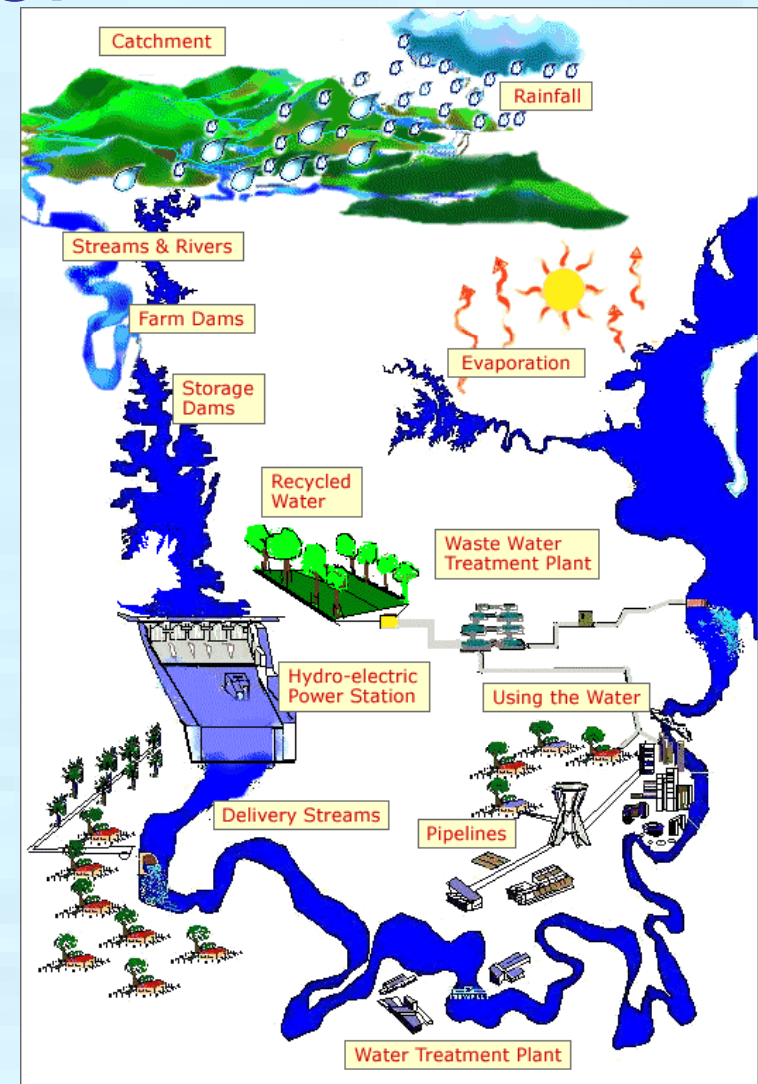 Catchment
Rainfall
Streams & Rivers
Farm Dams
Evaporation
Storage
Dams
Recycled
Water
Waste Water
Treatment Plant
Hydro-electric
Power Station
Using the Water
Delivery Streams
Pipelines
Water Treatment Plant